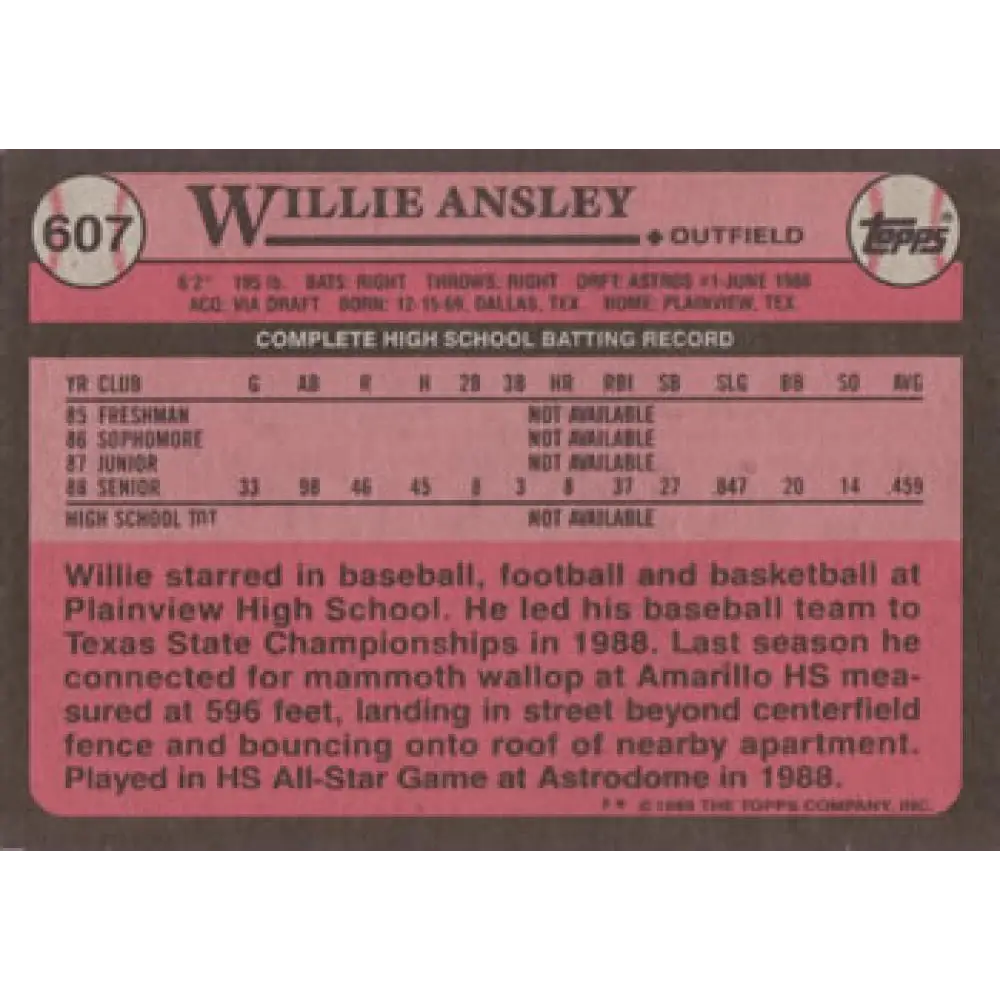 607
WILLIE ANSLEY
OUTFIELD
TOPPS®
6'2" 195 lb. BATS: RIGHT THROWS: RIGHT DRFT: ASTROS #1-JUNE 1988
ACQ: VIA DRAFT BORN: 12-15-69, DALLAS, TEX HOME: PLAINVIEW, TEX
COMPLETE HIGH SCHOOL BATTING RECORD
YR CLUB G AB R H 2B 3B HR RBI SB SLG BB SO AVG
85 FRESHMAN NOT AVAILABLE
86 SOPHOMORE NOT AVAILABLE
87 JUNIOR NOT AVAILABLE
88 SENIOR 33 98 46 45 8 3 8 37 27 .847 20 14 .459
HIGH SCHOOL TOT NOT AVAILABLE
Willie starred in baseball, football and basketball at
Plainview High School. He led his baseball team to
Texas State Championships in 1988. Last season he
connected for mammoth wallop at Amarillo HS mea-
sured at 596 feet, landing in street beyond centerfield
fence and bouncing onto roof of nearby apartment.
Played in HS All-Star Game at Astrodome in 1988.
© 1989 THE TOPPS COMPANY, INC.